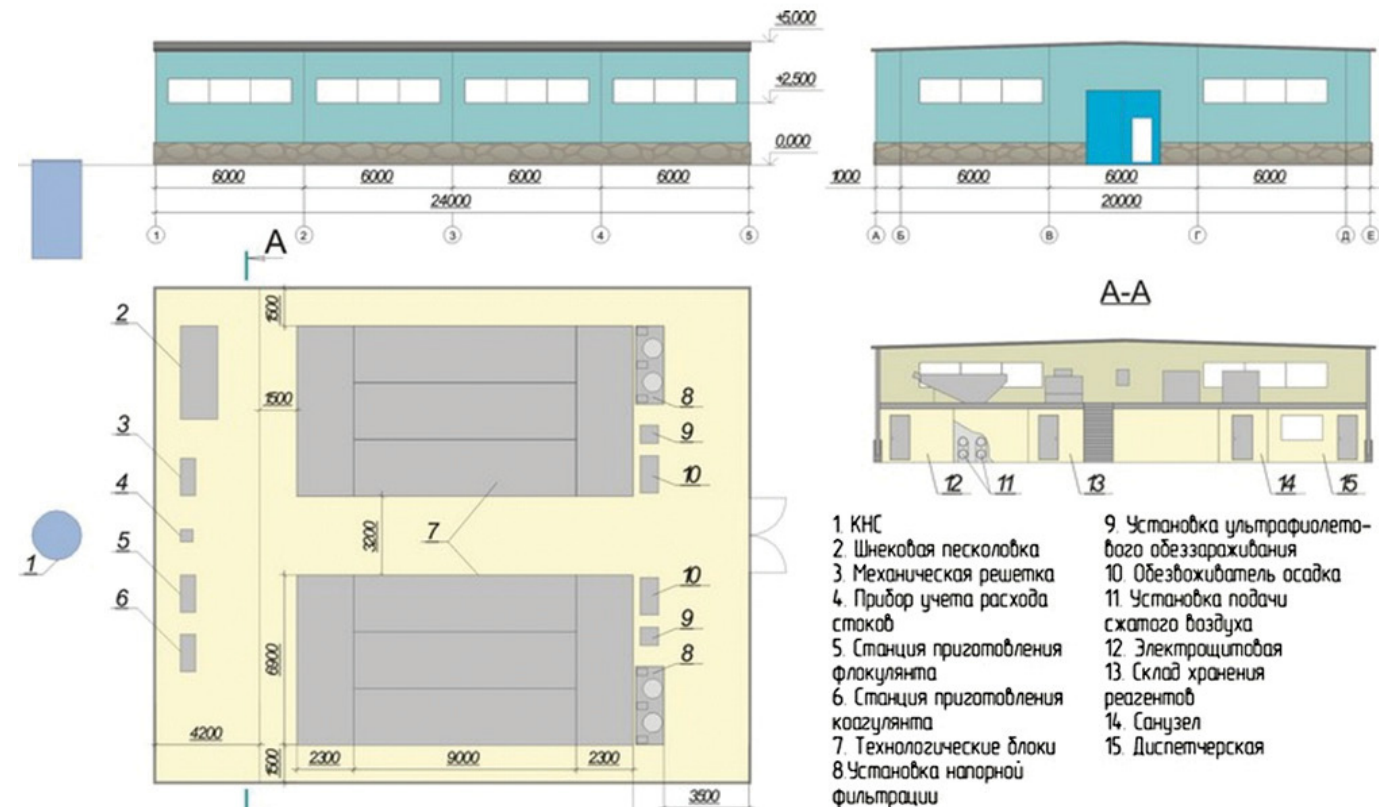 +5,000
+2,500
0,000
6000 6000 6000 6000
24000
1 2 3 4 5
1000 6000 6000 6000
20000
А Б В Г Д Е
А
А-А
1500
2
1500
8
3
9
4
10
3200
7
1
5
10
6
9
8
6900
4200
2300 9000 2300
1500
3500
12 11 13 14 15
1. КНС
2. Шнековая песколовка
3. Механическая решетка
4. Прибор учета расхода
стоков
5. Станция приготовления
флокулянта
6. Станция приготовления
коагулянта
7. Технологические блоки
8.Установка напорной
фильтрации
9. Установка ультрафиолето-
вого обеззараживания
10. Обезвоживатель осадка
11. Установка подачи
сжатого воздуха
12. Электрощитовая
13. Склад хранения
реагентов
14. Санузел
15. Диспетчерская